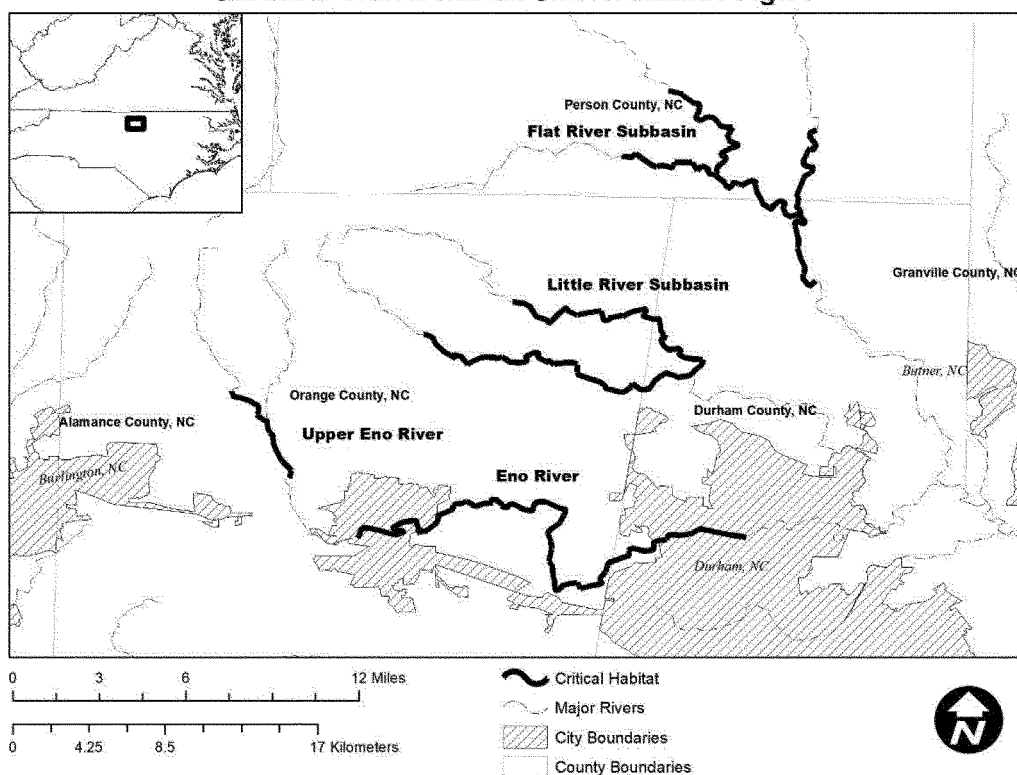 Person County, NC
Flat River Subbasin
Granville County, NC
Little River Subbasin
Butner, NC
Orange County, NC
Durham County, NC
Alamance County, NC
Upper Eno River
Burlington, NC
Eno River
Durham, NC
0 3 6 12 Miles
0 4.25 8.5 17 Kilometers
Critical Habitat
Major Rivers
City Boundaries
County Boundaries
N